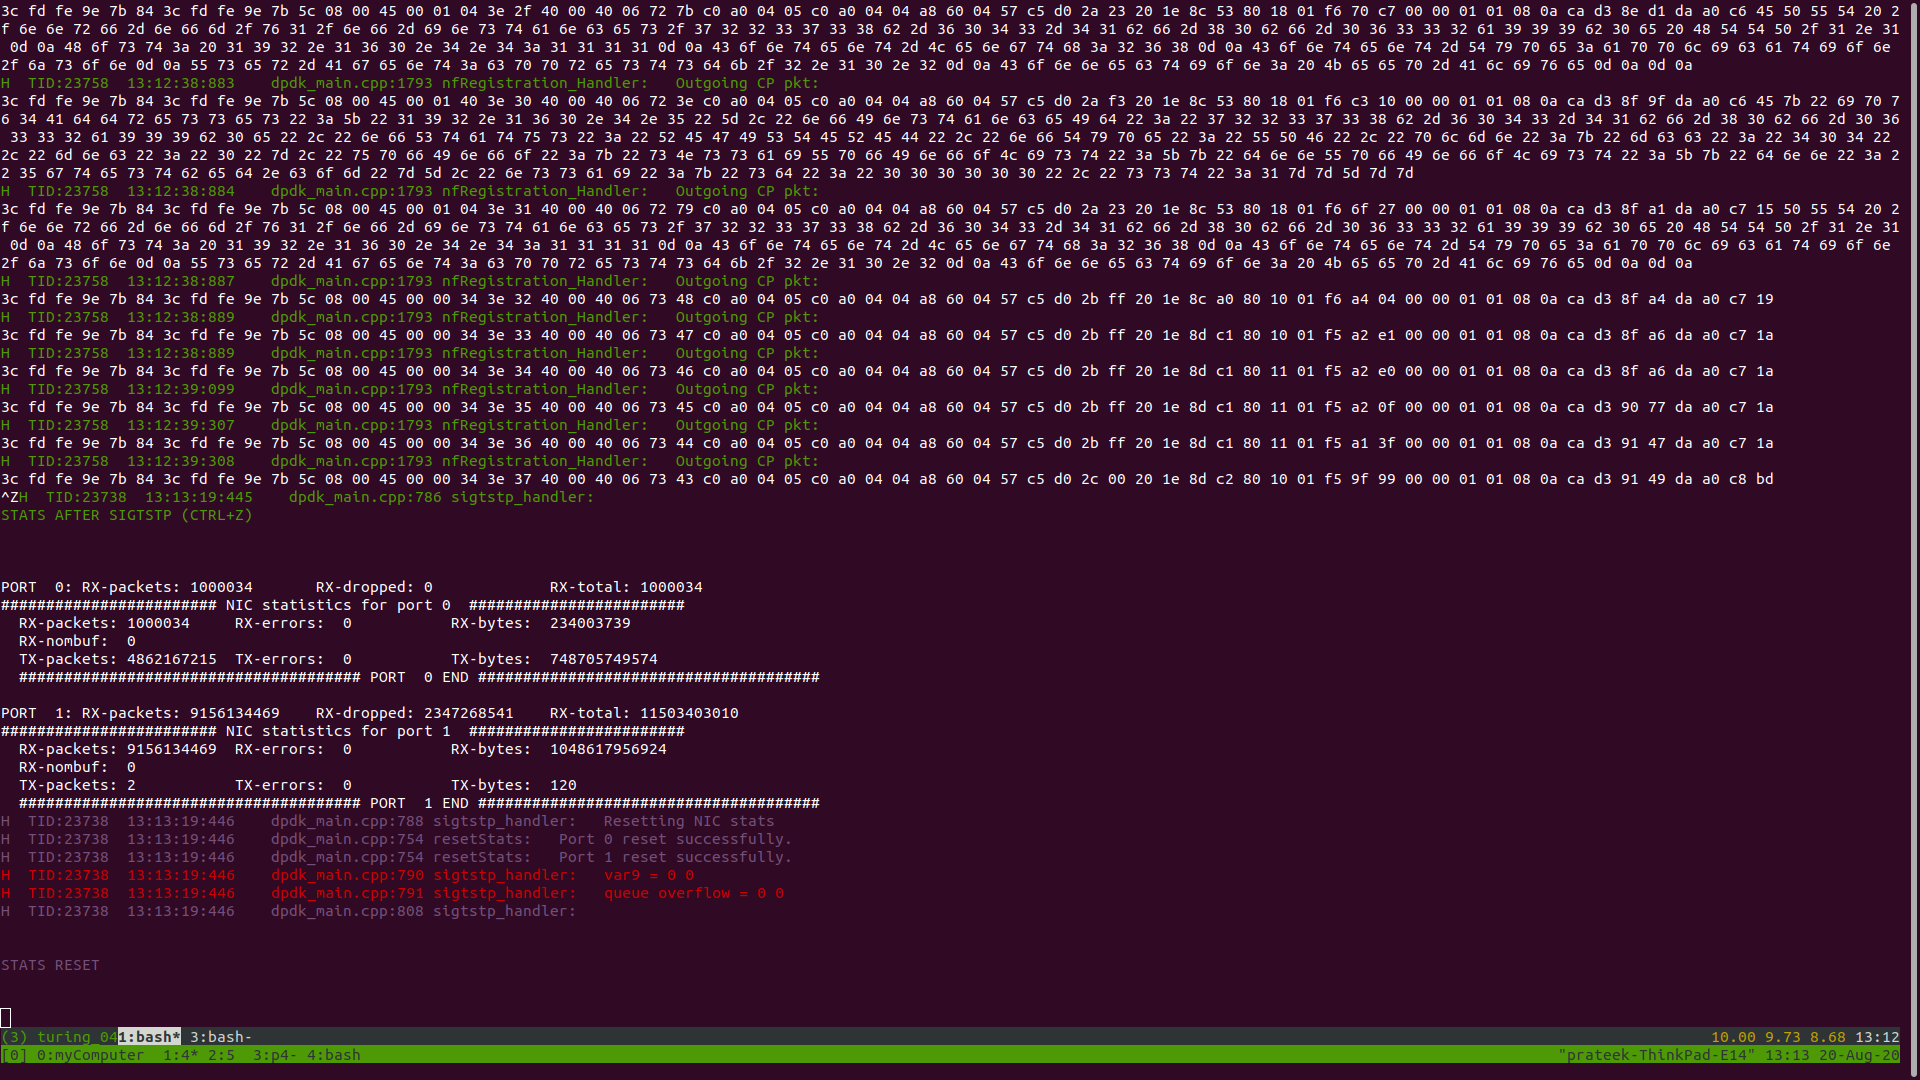 3c fd fe 9e 7b 84 3c fd fe 9e 7b 5c 08 00 45 00 01 04 3e 2f 40 00 40 06 72 7b c0 a0 04 05 c0 a0 04 04 a8 60 04 57 c5 d0 2a 23 20 1e 8c 53 80 18 01 f6 70 c7 00 00 01 01 08 0a ca d3 8e d1 da a0 c6 45 50 55 54 20 2
f 6e 6e 72 66 2d 6e 66 6d 2f 76 31 2f 6e 66 2d 69 6e 73 74 61 6e 63 65 73 2f 37 32 32 33 37 33 38 62 2d 36 30 34 33 2d 34 31 62 66 2d 38 30 62 66 2d 30 36 33 33 32 61 39 39 39 62 30 65 20 48 54 54 50 2f 31 2e 31
 0d 0a 48 6f 73 74 3a 20 31 39 32 2e 31 36 30 2e 34 2e 34 3a 31 31 31 31 0d 0a 43 6f 6e 74 65 6e 74 2d 4c 65 6e 67 74 68 3a 32 36 38 0d 0a 43 6f 6e 74 65 6e 74 2d 54 79 70 65 3a 61 70 70 6c 69 63 61 74 69 6f 6e
2f 6a 73 6f 6e 0d 0a 55 73 65 72 2d 41 67 65 6e 74 3a 63 70 70 72 65 73 74 73 64 6b 2f 32 2e 31 30 2e 32 0d 0a 43 6f 6e 6e 65 63 74 69 6f 6e 3a 20 4b 65 65 70 2d 41 6c 69 76 65 0d 0a 0d 0a
H  TID:23758  13:12:38:883    dpdk_main.cpp:1793 nfRegistration_Handler:   Outgoing CP pkt:
3c fd fe 9e 7b 84 3c fd fe 9e 7b 5c 08 00 45 00 01 40 3e 30 40 00 40 06 72 3e c0 a0 04 05 c0 a0 04 04 a8 60 04 57 c5 d0 2a f3 20 1e 8c 53 80 18 01 f6 c3 10 00 00 01 01 08 0a ca d3 8f 9f da a0 c6 45 7b 22 69 70 7
6 34 41 64 64 72 65 73 73 65 73 22 3a 5b 22 31 39 32 2e 31 36 30 2e 34 2e 35 22 5d 2c 22 6e 66 49 6e 73 74 61 6e 63 65 49 64 22 3a 22 37 32 32 33 37 33 38 62 2d 36 30 34 33 2d 34 31 62 66 2d 38 30 62 66 2d 30 36
 33 33 32 61 39 39 39 62 30 65 22 2c 22 6e 66 53 74 61 74 75 73 22 3a 22 52 45 47 49 53 54 45 52 45 44 22 2c 22 6e 66 54 79 70 65 22 3a 22 55 50 46 22 2c 22 70 6c 6d 6e 22 3a 7b 22 6d 63 63 22 3a 22 34 30 34 22
2c 22 6d 6e 63 22 3a 22 30 22 7d 2c 22 75 70 66 49 6e 66 6f 22 3a 7b 22 73 4e 73 73 61 69 55 70 66 49 6e 66 6f 4c 69 73 74 22 3a 5b 7b 22 64 6e 6e 55 70 66 49 6e 66 6f 4c 69 73 74 22 3a 5b 7b 22 64 6e 6e 22 3a 2
2 35 67 74 65 73 74 62 65 64 2e 63 6f 6d 22 7d 5d 2c 22 6e 73 73 61 69 22 3a 7b 22 73 64 22 3a 22 30 30 30 30 30 30 22 2c 22 73 73 74 22 3a 31 7d 7d 5d 7d 7d
H  TID:23758  13:12:38:884    dpdk_main.cpp:1793 nfRegistration_Handler:   Outgoing CP pkt:
3c fd fe 9e 7b 84 3c fd fe 9e 7b 5c 08 00 45 00 01 04 3e 31 40 00 40 06 72 79 c0 a0 04 05 c0 a0 04 04 a8 60 04 57 c5 d0 2a 23 20 1e 8c 53 80 18 01 f6 6f 27 00 00 01 01 08 0a ca d3 8f a1 da a0 c7 15 50 55 54 20 2
f 6e 6e 72 66 2d 6e 66 6d 2f 76 31 2f 6e 66 2d 69 6e 73 74 61 6e 63 65 73 2f 37 32 32 33 37 33 38 62 2d 36 30 34 33 2d 34 31 62 66 2d 38 30 62 66 2d 30 36 33 33 32 61 39 39 39 62 30 65 20 48 54 54 50 2f 31 2e 31
 0d 0a 48 6f 73 74 3a 20 31 39 32 2e 31 36 30 2e 34 2e 34 3a 31 31 31 31 0d 0a 43 6f 6e 74 65 6e 74 2d 4c 65 6e 67 74 68 3a 32 36 38 0d 0a 43 6f 6e 74 65 6e 74 2d 54 79 70 65 3a 61 70 70 6c 69 63 61 74 69 6f 6e
2f 6a 73 6f 6e 0d 0a 55 73 65 72 2d 41 67 65 6e 74 3a 63 70 70 72 65 73 74 73 64 6b 2f 32 2e 31 30 2e 32 0d 0a 43 6f 6e 6e 65 63 74 69 6f 6e 3a 20 4b 65 65 70 2d 41 6c 69 76 65 0d 0a 0d 0a
H  TID:23758  13:12:38:887    dpdk_main.cpp:1793 nfRegistration_Handler:   Outgoing CP pkt:
3c fd fe 9e 7b 84 3c fd fe 9e 7b 5c 08 00 45 00 00 34 3e 32 40 00 40 06 73 48 c0 a0 04 05 c0 a0 04 04 a8 60 04 57 c5 d0 2b ff 20 1e 8c a0 80 10 01 f6 a4 04 00 00 01 01 08 0a ca d3 8f a4 da a0 c7 19
H  TID:23758  13:12:38:889    dpdk_main.cpp:1793 nfRegistration_Handler:   Outgoing CP pkt:
3c fd fe 9e 7b 84 3c fd fe 9e 7b 5c 08 00 45 00 00 34 3e 33 40 00 40 06 73 47 c0 a0 04 05 c0 a0 04 04 a8 60 04 57 c5 d0 2b ff 20 1e 8d c1 80 10 01 f5 a2 e1 00 00 01 01 08 0a ca d3 8f a6 da a0 c7 1a
H  TID:23758  13:12:38:889    dpdk_main.cpp:1793 nfRegistration_Handler:   Outgoing CP pkt:
3c fd fe 9e 7b 84 3c fd fe 9e 7b 5c 08 00 45 00 00 34 3e 34 40 00 40 06 73 46 c0 a0 04 05 c0 a0 04 04 a8 60 04 57 c5 d0 2b ff 20 1e 8d c1 80 11 01 f5 a2 e0 00 00 01 01 08 0a ca d3 8f a6 da a0 c7 1a
H  TID:23758  13:12:39:099    dpdk_main.cpp:1793 nfRegistration_Handler:   Outgoing CP pkt:
3c fd fe 9e 7b 84 3c fd fe 9e 7b 5c 08 00 45 00 00 34 3e 35 40 00 40 06 73 45 c0 a0 04 05 c0 a0 04 04 a8 60 04 57 c5 d0 2b ff 20 1e 8d c1 80 11 01 f5 a2 0f 00 00 01 01 08 0a ca d3 90 77 da a0 c7 1a
H  TID:23758  13:12:39:307    dpdk_main.cpp:1793 nfRegistration_Handler:   Outgoing CP pkt:
3c fd fe 9e 7b 84 3c fd fe 9e 7b 5c 08 00 45 00 00 34 3e 36 40 00 40 06 73 44 c0 a0 04 05 c0 a0 04 04 a8 60 04 57 c5 d0 2b ff 20 1e 8d c1 80 11 01 f5 a1 3f 00 00 01 01 08 0a ca d3 91 47 da a0 c7 1a
H  TID:23758  13:12:39:308    dpdk_main.cpp:1793 nfRegistration_Handler:   Outgoing CP pkt:
3c fd fe 9e 7b 84 3c fd fe 9e 7b 5c 08 00 45 00 00 34 3e 37 40 00 40 06 73 43 c0 a0 04 05 c0 a0 04 04 a8 60 04 57 c5 d0 2c 00 20 1e 8d c2 80 10 01 f5 9f 99 00 00 01 01 08 0a ca d3 91 49 da a0 c8 bd
^ZH  TID:23738  13:13:19:445    dpdk_main.cpp:786 sigtstp_handler:
STATS AFTER SIGTSTP (CTRL+Z)
PORT  0: RX-packets: 1000034       RX-dropped: 0             RX-total: 1000034
######################## NIC statistics for port 0  ########################
  RX-packets: 1000034     RX-errors:  0           RX-bytes:  234003739
  RX-nombuf:  0
  TX-packets: 4862167215  TX-errors:  0           TX-bytes:  748705749574
  ###################################### PORT  0 END ######################################
PORT  1: RX-packets: 9156134469    RX-dropped: 2347268541    RX-total: 11503403010
######################## NIC statistics for port 1  ########################
  RX-packets: 9156134469  RX-errors:  0           RX-bytes:  1048617956924
  RX-nombuf:  0
  TX-packets: 2           TX-errors:  0           TX-bytes:  120
  ###################################### PORT  1 END ######################################
H  TID:23738  13:13:19:446    dpdk_main.cpp:788 sigtstp_handler:   Resetting NIC stats
H  TID:23738  13:13:19:446    dpdk_main.cpp:754 resetStats:   Port 0 reset successfully.
H  TID:23738  13:13:19:446    dpdk_main.cpp:754 resetStats:   Port 1 reset successfully.
H  TID:23738  13:13:19:446    dpdk_main.cpp:790 sigtstp_handler:   var9 = 0 0
H  TID:23738  13:13:19:446    dpdk_main.cpp:791 sigtstp_handler:   queue overflow = 0 0
H  TID:23738  13:13:19:446    dpdk_main.cpp:808 sigtstp_handler:
STATS RESET
(3) turing_041:bash* 3:bash- 10.00 9.73 8.68 13:12
[0] 0:myComputer  1:4* 2:5  3:p4- 4:bash "prateek-ThinkPad-E14" 13:13 20-Aug-20